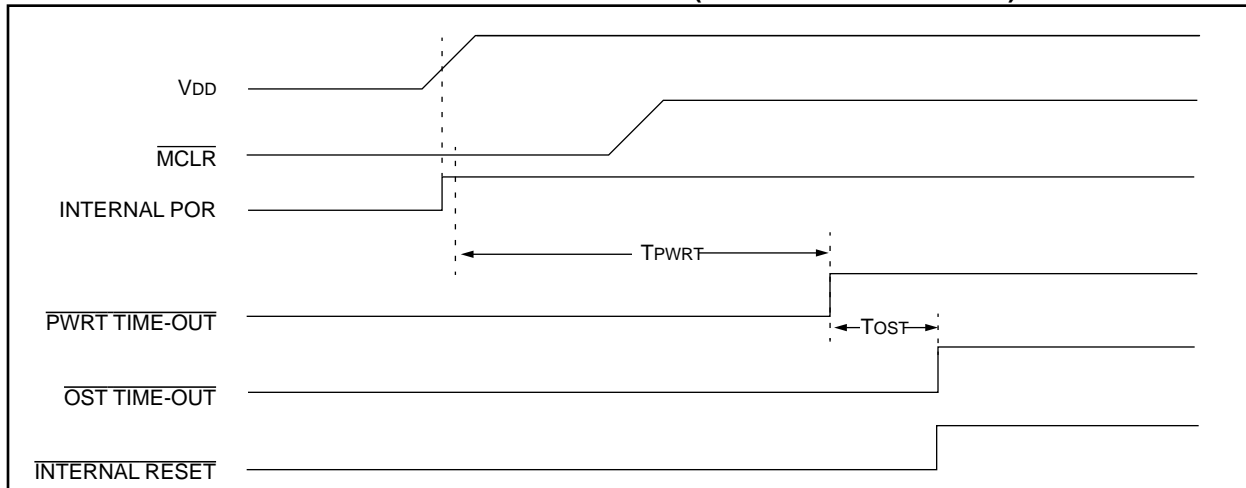 VDD
MCLR
INTERNAL POR
TPWRT
PWRT TIME-OUT
TOST
OST TIME-OUT
INTERNAL RESET